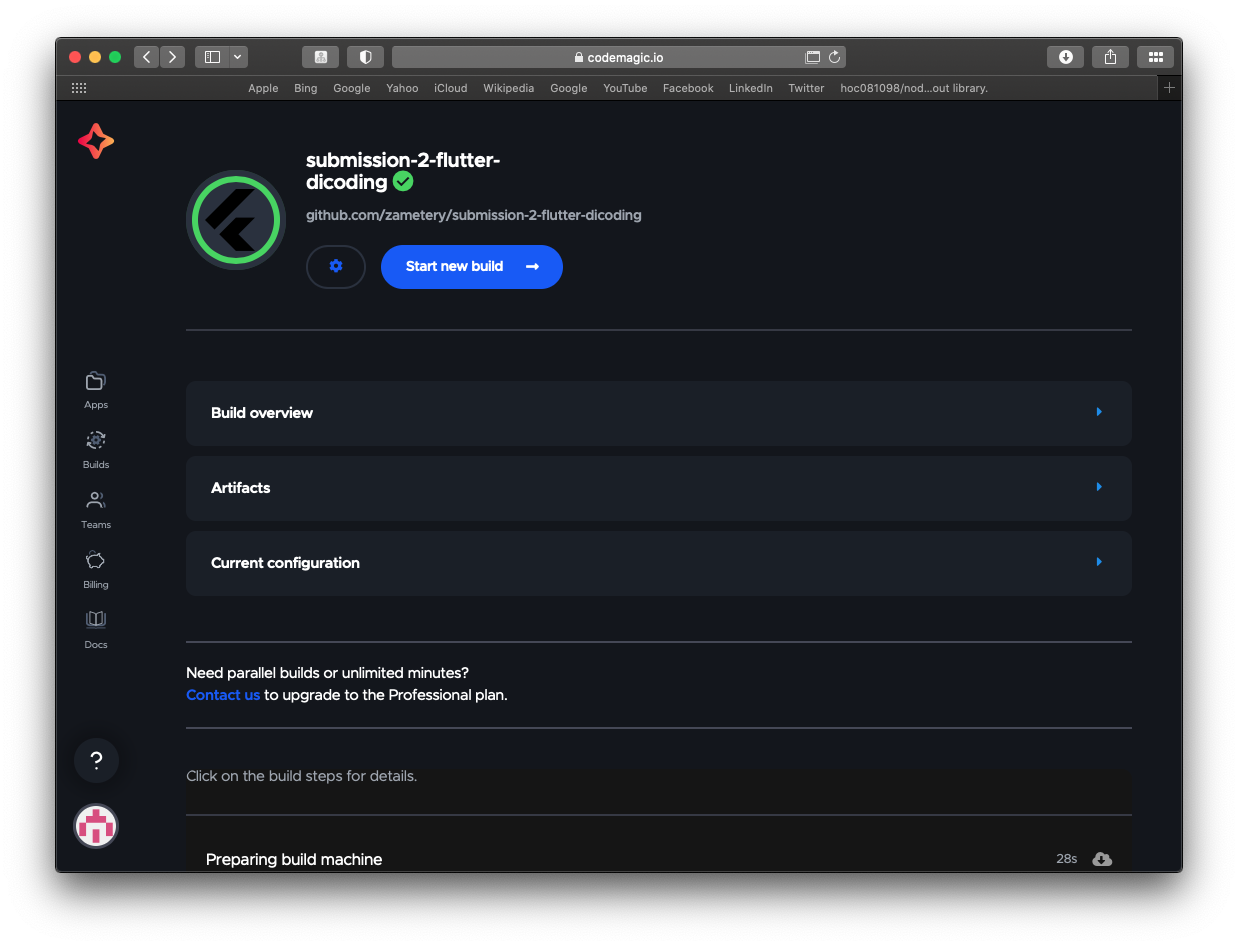 codemagic.io
Apple Bing Google Yahoo iCloud Wikipedia Google YouTube Facebook LinkedIn Twitter hoc081098/nod...out library.
submission-2-flutter-
dicoding
github.com/zametery/submission-2-flutter-dicoding
Start new build →
Build overview
Artifacts
Current configuration
Apps
Builds
Teams
Billing
Docs
Need parallel builds or unlimited minutes?
Contact us to upgrade to the Professional plan.
?
Click on the build steps for details.
Preparing build machine 28s